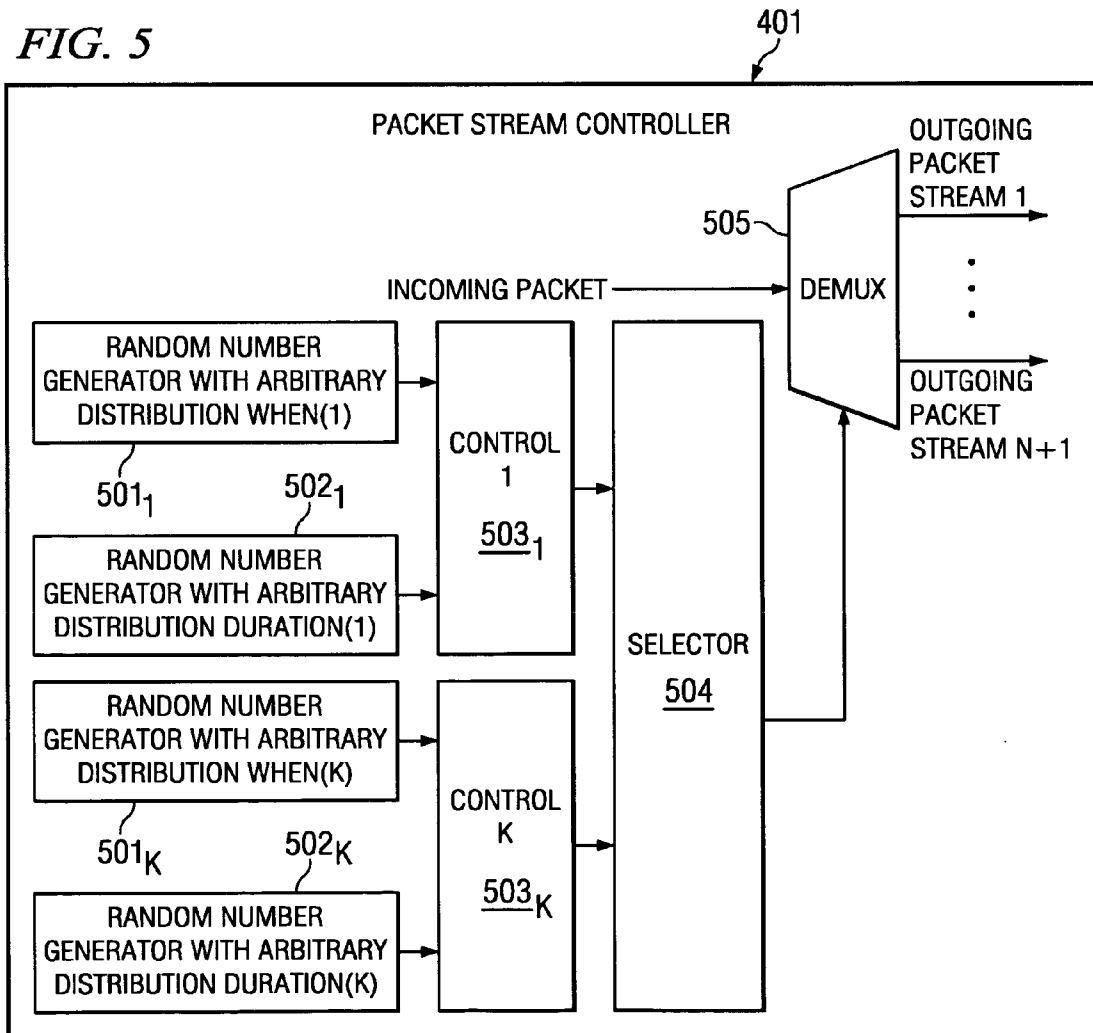 FIG. 5
401
PACKET STREAM CONTROLLER
OUTGOING
PACKET
STREAM 1
505
DEMUX
INCOMING PACKET
OUTGOING
PACKET
STREAM N+1
RANDOM NUMBER
GENERATOR WITH ARBITRARY
DISTRIBUTION WHEN(1)
501₁
502₁
RANDOM NUMBER
GENERATOR WITH ARBITRARY
DISTRIBUTION DURATION(1)
CONTROL
1
503₁
SELECTOR
504
RANDOM NUMBER
GENERATOR WITH ARBITRARY
DISTRIBUTION WHEN(K)
501K
502K
RANDOM NUMBER
GENERATOR WITH ARBITRARY
DISTRIBUTION DURATION(K)
CONTROL
K
503K